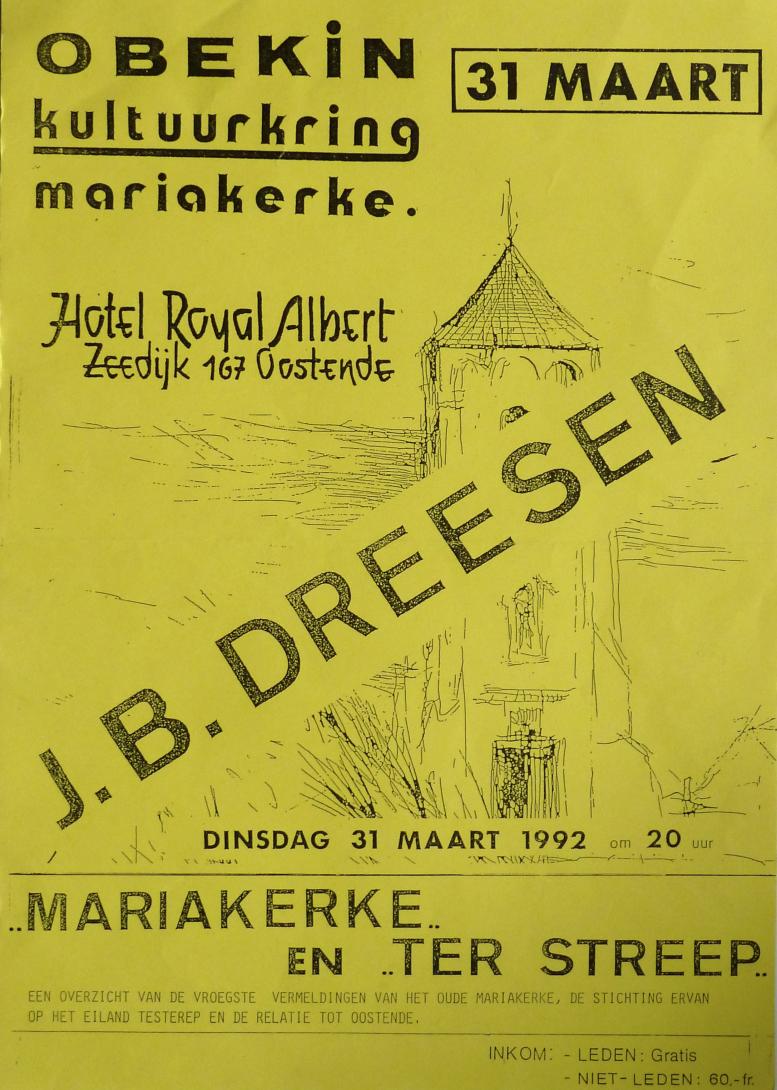 OBEKiN
31 MAART
kultuurkring
mariakerke.
Hotel Royal Albert
Zeedijk 167 Oostende
J.B. DREESEN
DINSDAG 31 MAART 1992 om 20 uur
„MARIAKERKE„
EN „TER STREEP„
EEN OVERZICHT VAN DE VROEGSTE VERMELDINGEN VAN HET OUDE MARIAKERKE, DE STICHTING ERVAN
OP HET EILAND TESTEREP EN DE RELATIE TOT OOSTENDE.
INKOM: - LEDEN: Gratis
- NIET-LEDEN: 60,-fr.